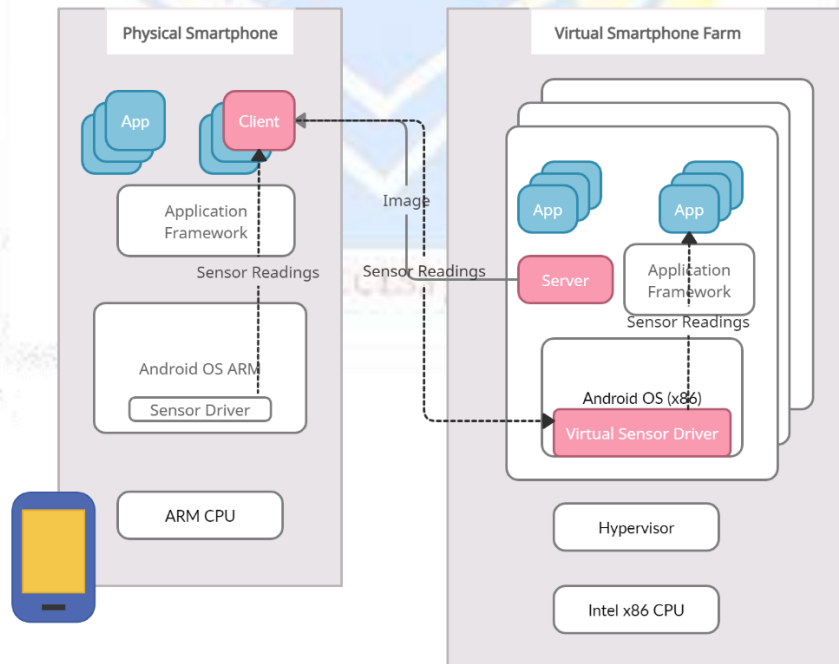 Physical Smartphone
App
Client
Application
Framework
Sensor Readings
Android OS ARM
Sensor Driver
ARM CPU
Image
Sensor Readings
Virtual Smartphone Farm
App
App
Server
Application
Framework
Sensor Readings
Android OS (x86)
Virtual Sensor Driver
Hypervisor
Intel x86 CPU